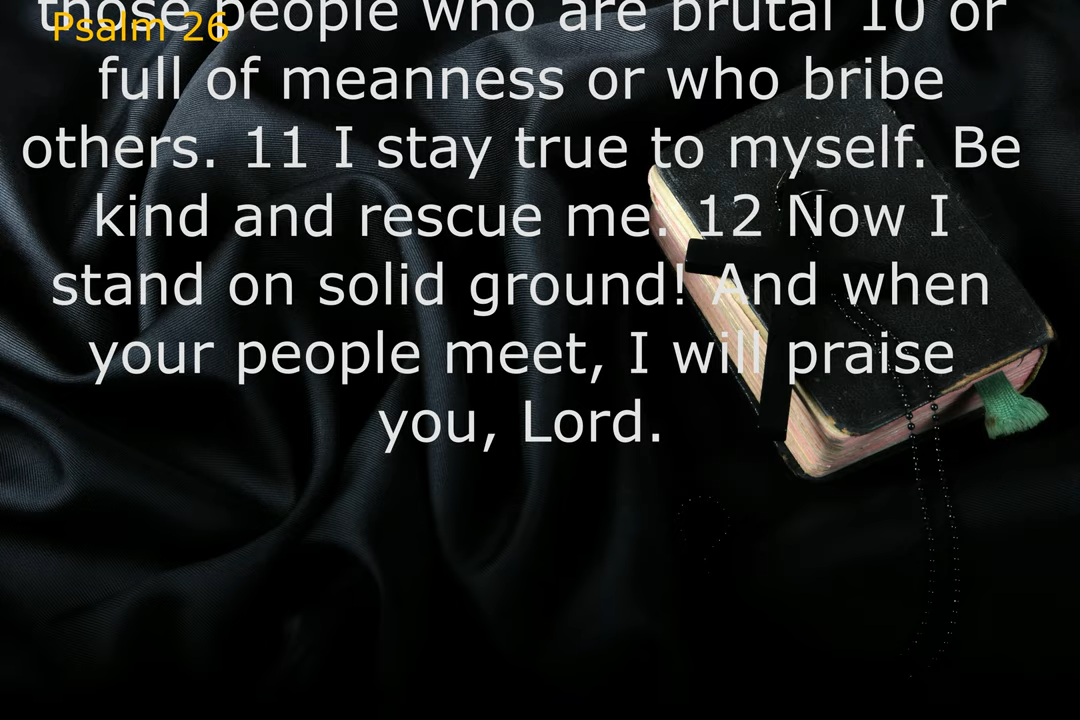 Psalm 26
those people who are brutal 10 or
full of meanness or who bribe
others. 11 I stay true to myself. Be
kind and rescue me. 12 Now I
stand on solid ground! And when
your people meet, I will praise
you, Lord.